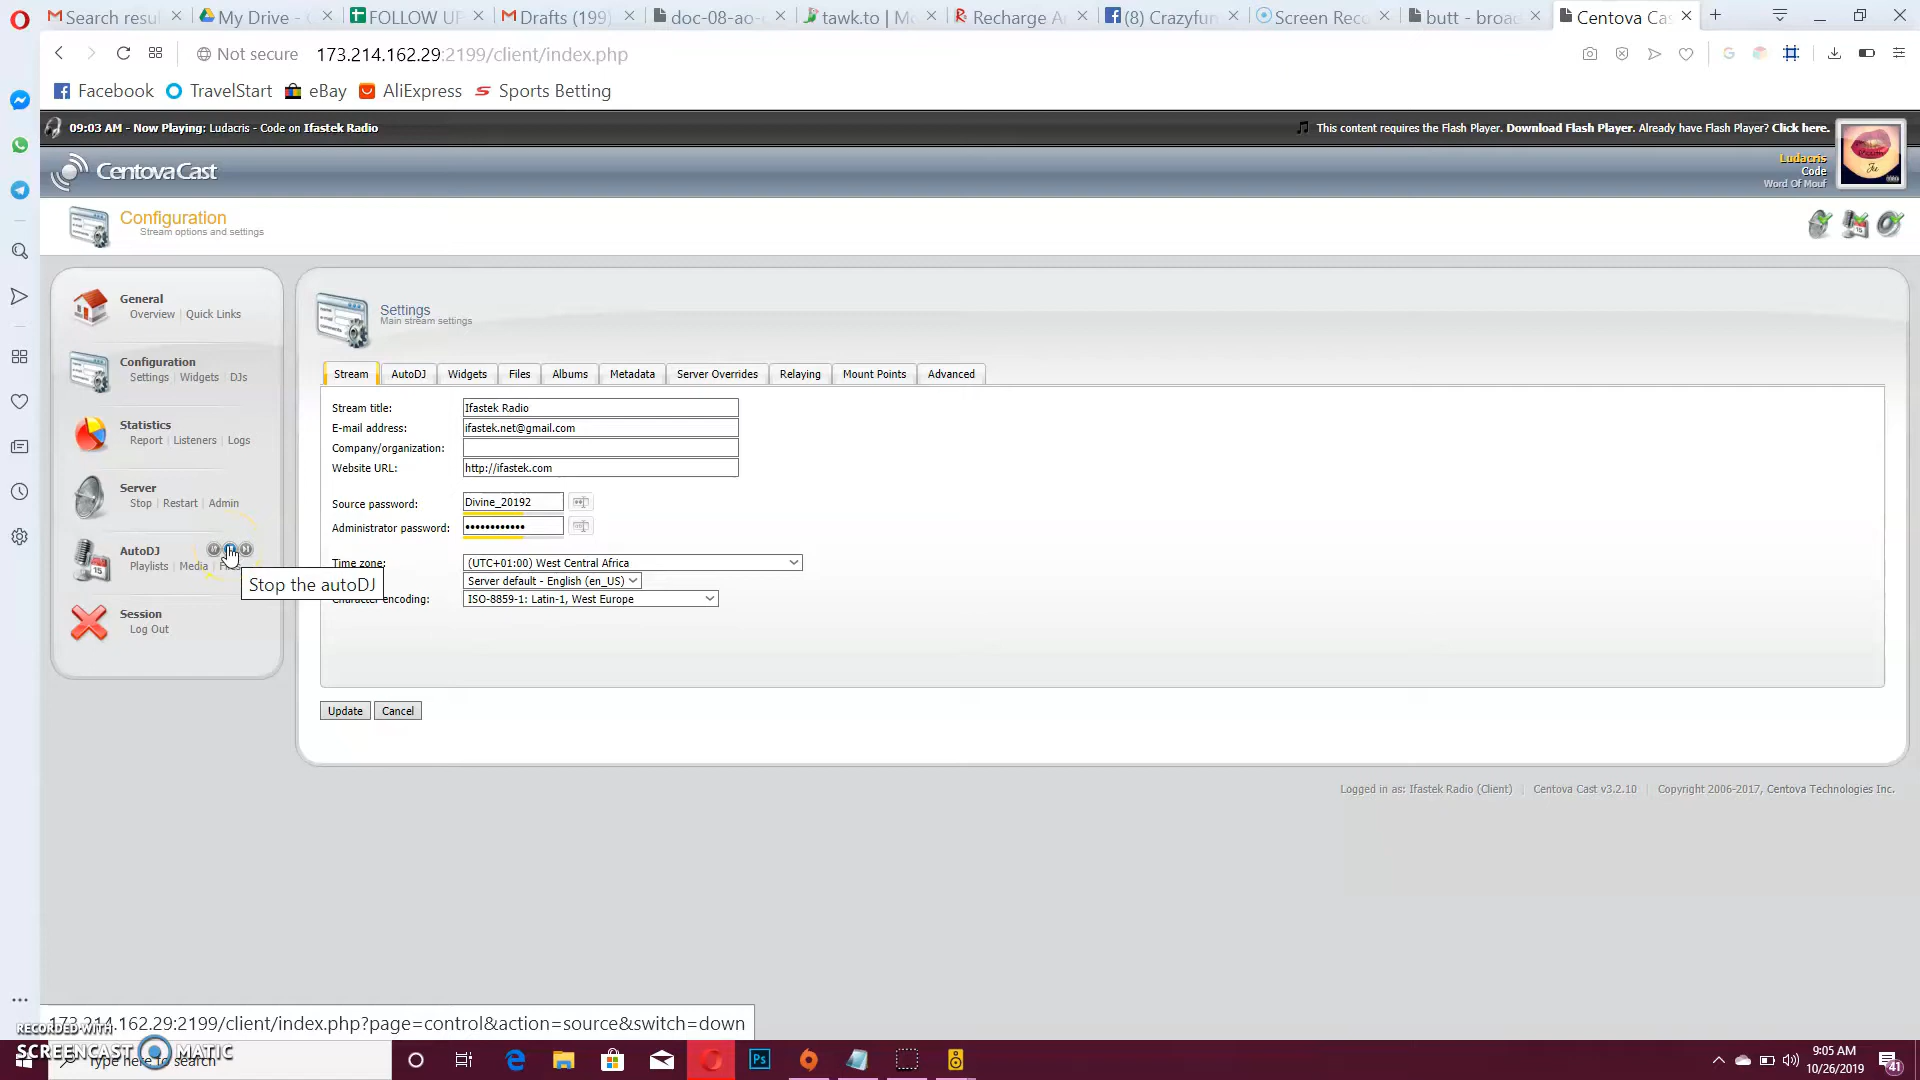 Search resul
My Drive -
FOLLOW UP
Drafts (199)
doc-08-ao-
tawk.to | M
Recharge A
(8) Crazyfun
Screen Reco
butt - broad
Centova Cas
Not secure
173.214.162.29:2199/client/index.php
Facebook
TravelStart
eBay
AliExpress
Sports Betting
09:03 AM - Now Playing: Ludacris - Code on Ifastek Radio
This content requires the Flash Player. Download Flash Player. Already have Flash Player? Click here.
CentovaCast
Ludacris
Code
Word Of Mouf
Configuration
Stream options and settings
General
Overview | Quick Links
Configuration
Settings | Widgets | DJs
Statistics
Report | Listeners | Logs
Server
Stop | Restart | Admin
AutoDJ
Playlists | Media
Stop the autoDJ
Session
Log Out
Settings
Main stream settings
Stream
AutoDJ
Widgets
Files
Albums
Metadata
Server Overrides
Relaying
Mount Points
Advanced
Stream title: Ifastek Radio
E-mail address: ifastek.net@gmail.com
Company/organization:
Website URL: http://ifastek.com
Source password: Divine_20192
Administrator password: ••••••••••••
Time zone: (UTC+01:00) West Central Africa
Server default - English (en_US)
encoding: ISO-8859-1: Latin-1, West Europe
Update
Cancel
Logged in as: Ifastek Radio (Client) | Centova Cast v3.2.10 | Copyright 2006-2017, Centova Technologies Inc.
173.214.162.29:2199/client/index.php?page=control&action=source&switch=down
RECORDED WITH
SCREENCAST MATIC
Type here to search
Ps
9:05 AM
10/26/2019
41